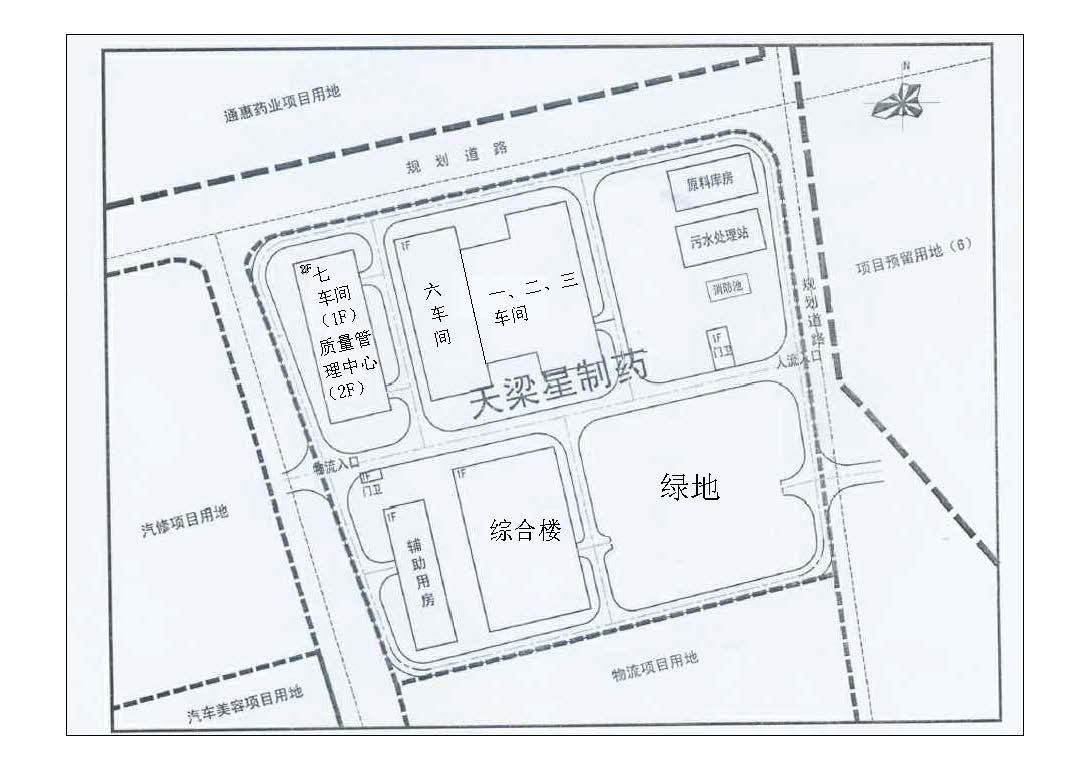 通惠药业项目用地
规划道路
N
原料库房
污水处理站
消防池
1F
门卫
人流入口
规划道路
项目预留用地(6)
2F七
车间
(1F)
质量管
理中心
(2F)
1F
六
车
间
一、二、三
车间
天梁星制药
物流入口
1F
门卫
1F
辅助用房
1F
综合楼
绿地
汽修项目用地
物流项目用地
汽车美容项目用地